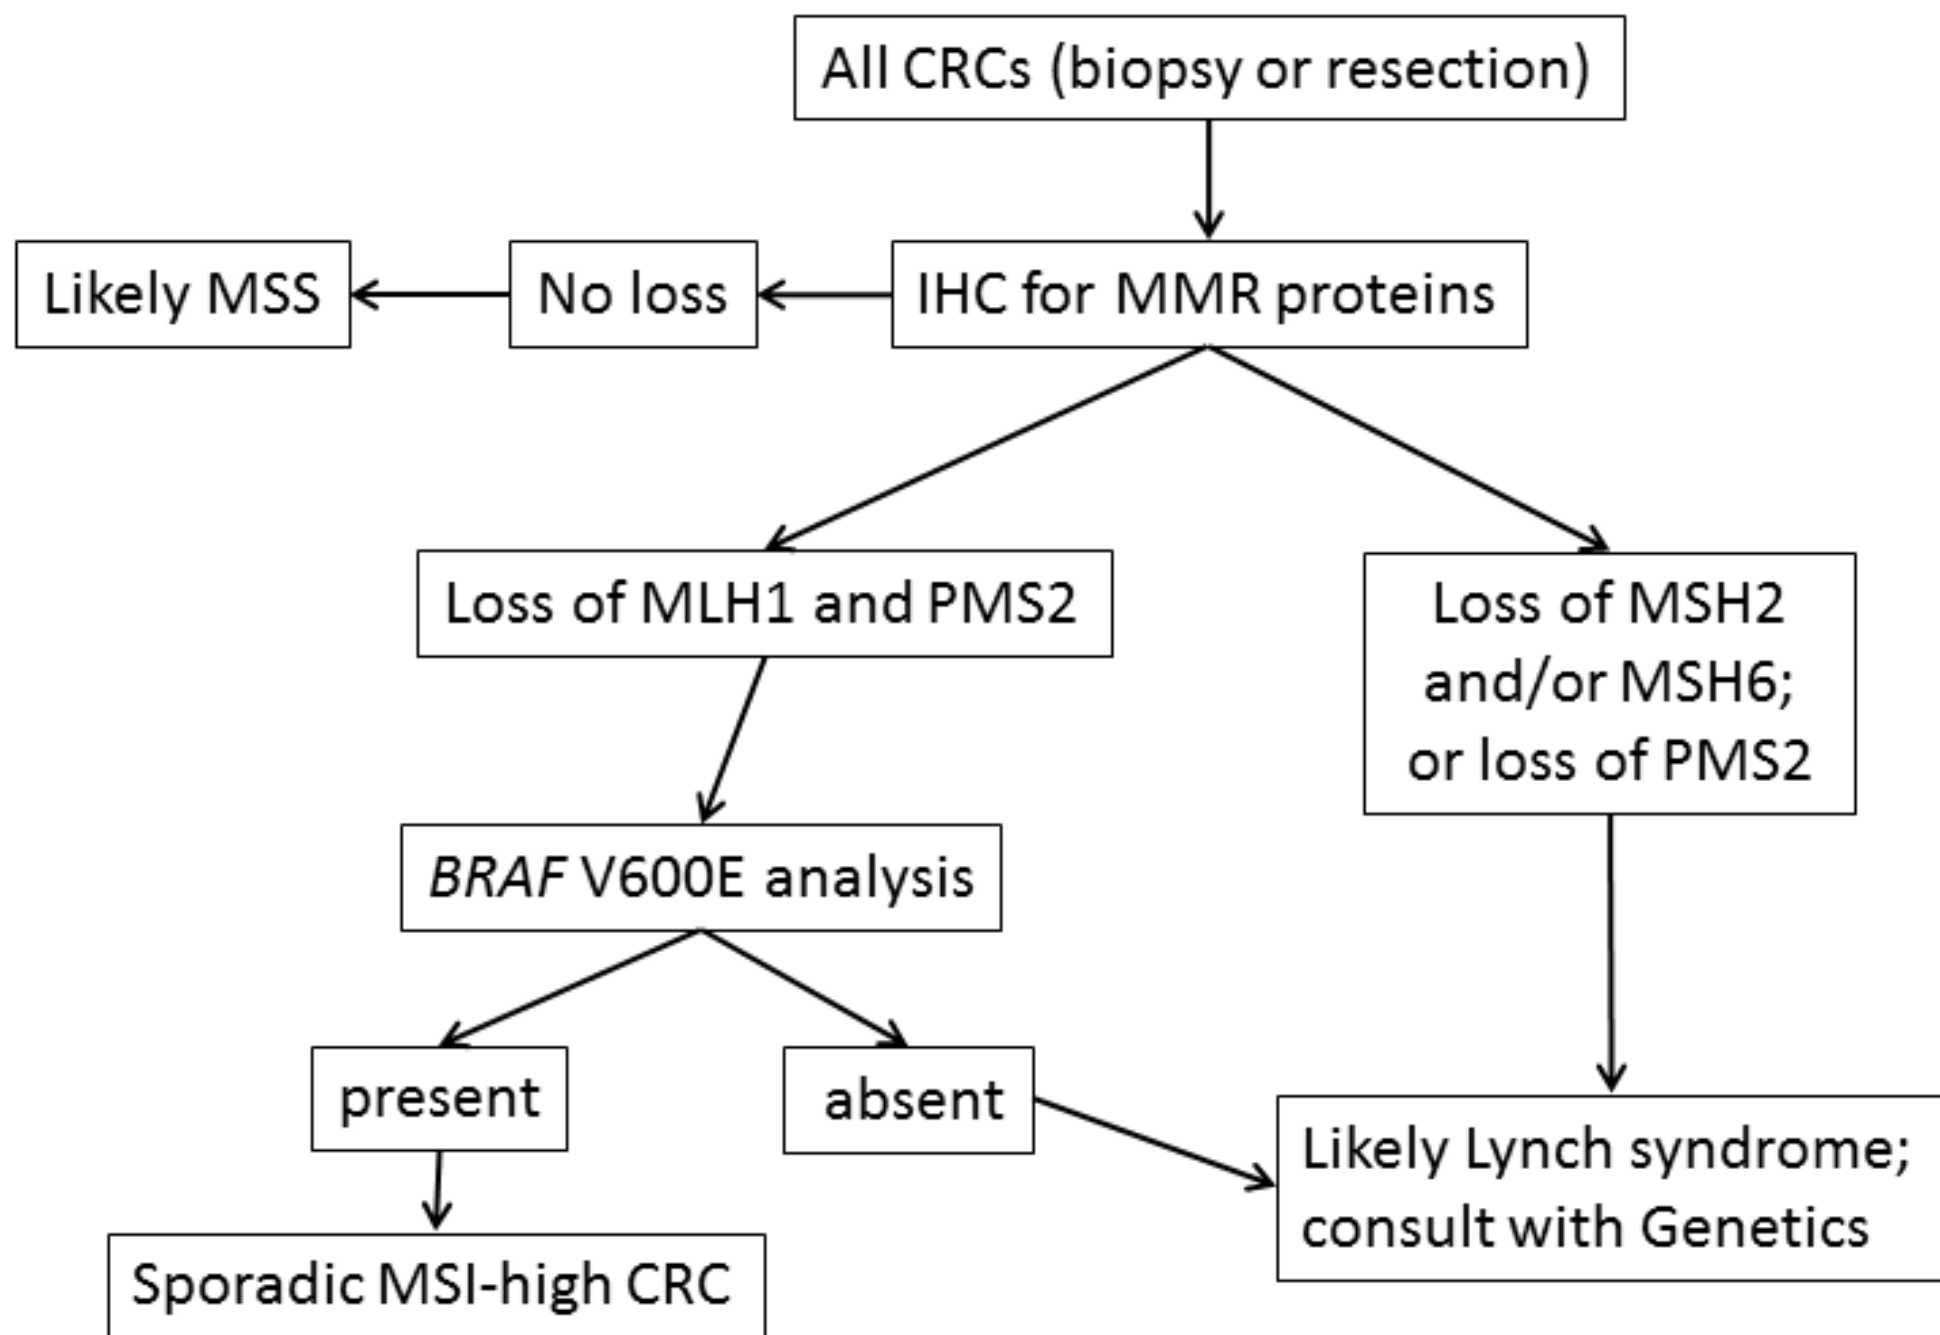 All CRCs (biopsy or resection)
Likely MSS
No loss
IHC for MMR proteins
Loss of MLH1 and PMS2
Loss of MSH2
and/or MSH6;
or loss of PMS2
BRAF V600E analysis
present
absent
Likely Lynch syndrome;
consult with Genetics
Sporadic MSI-high CRC